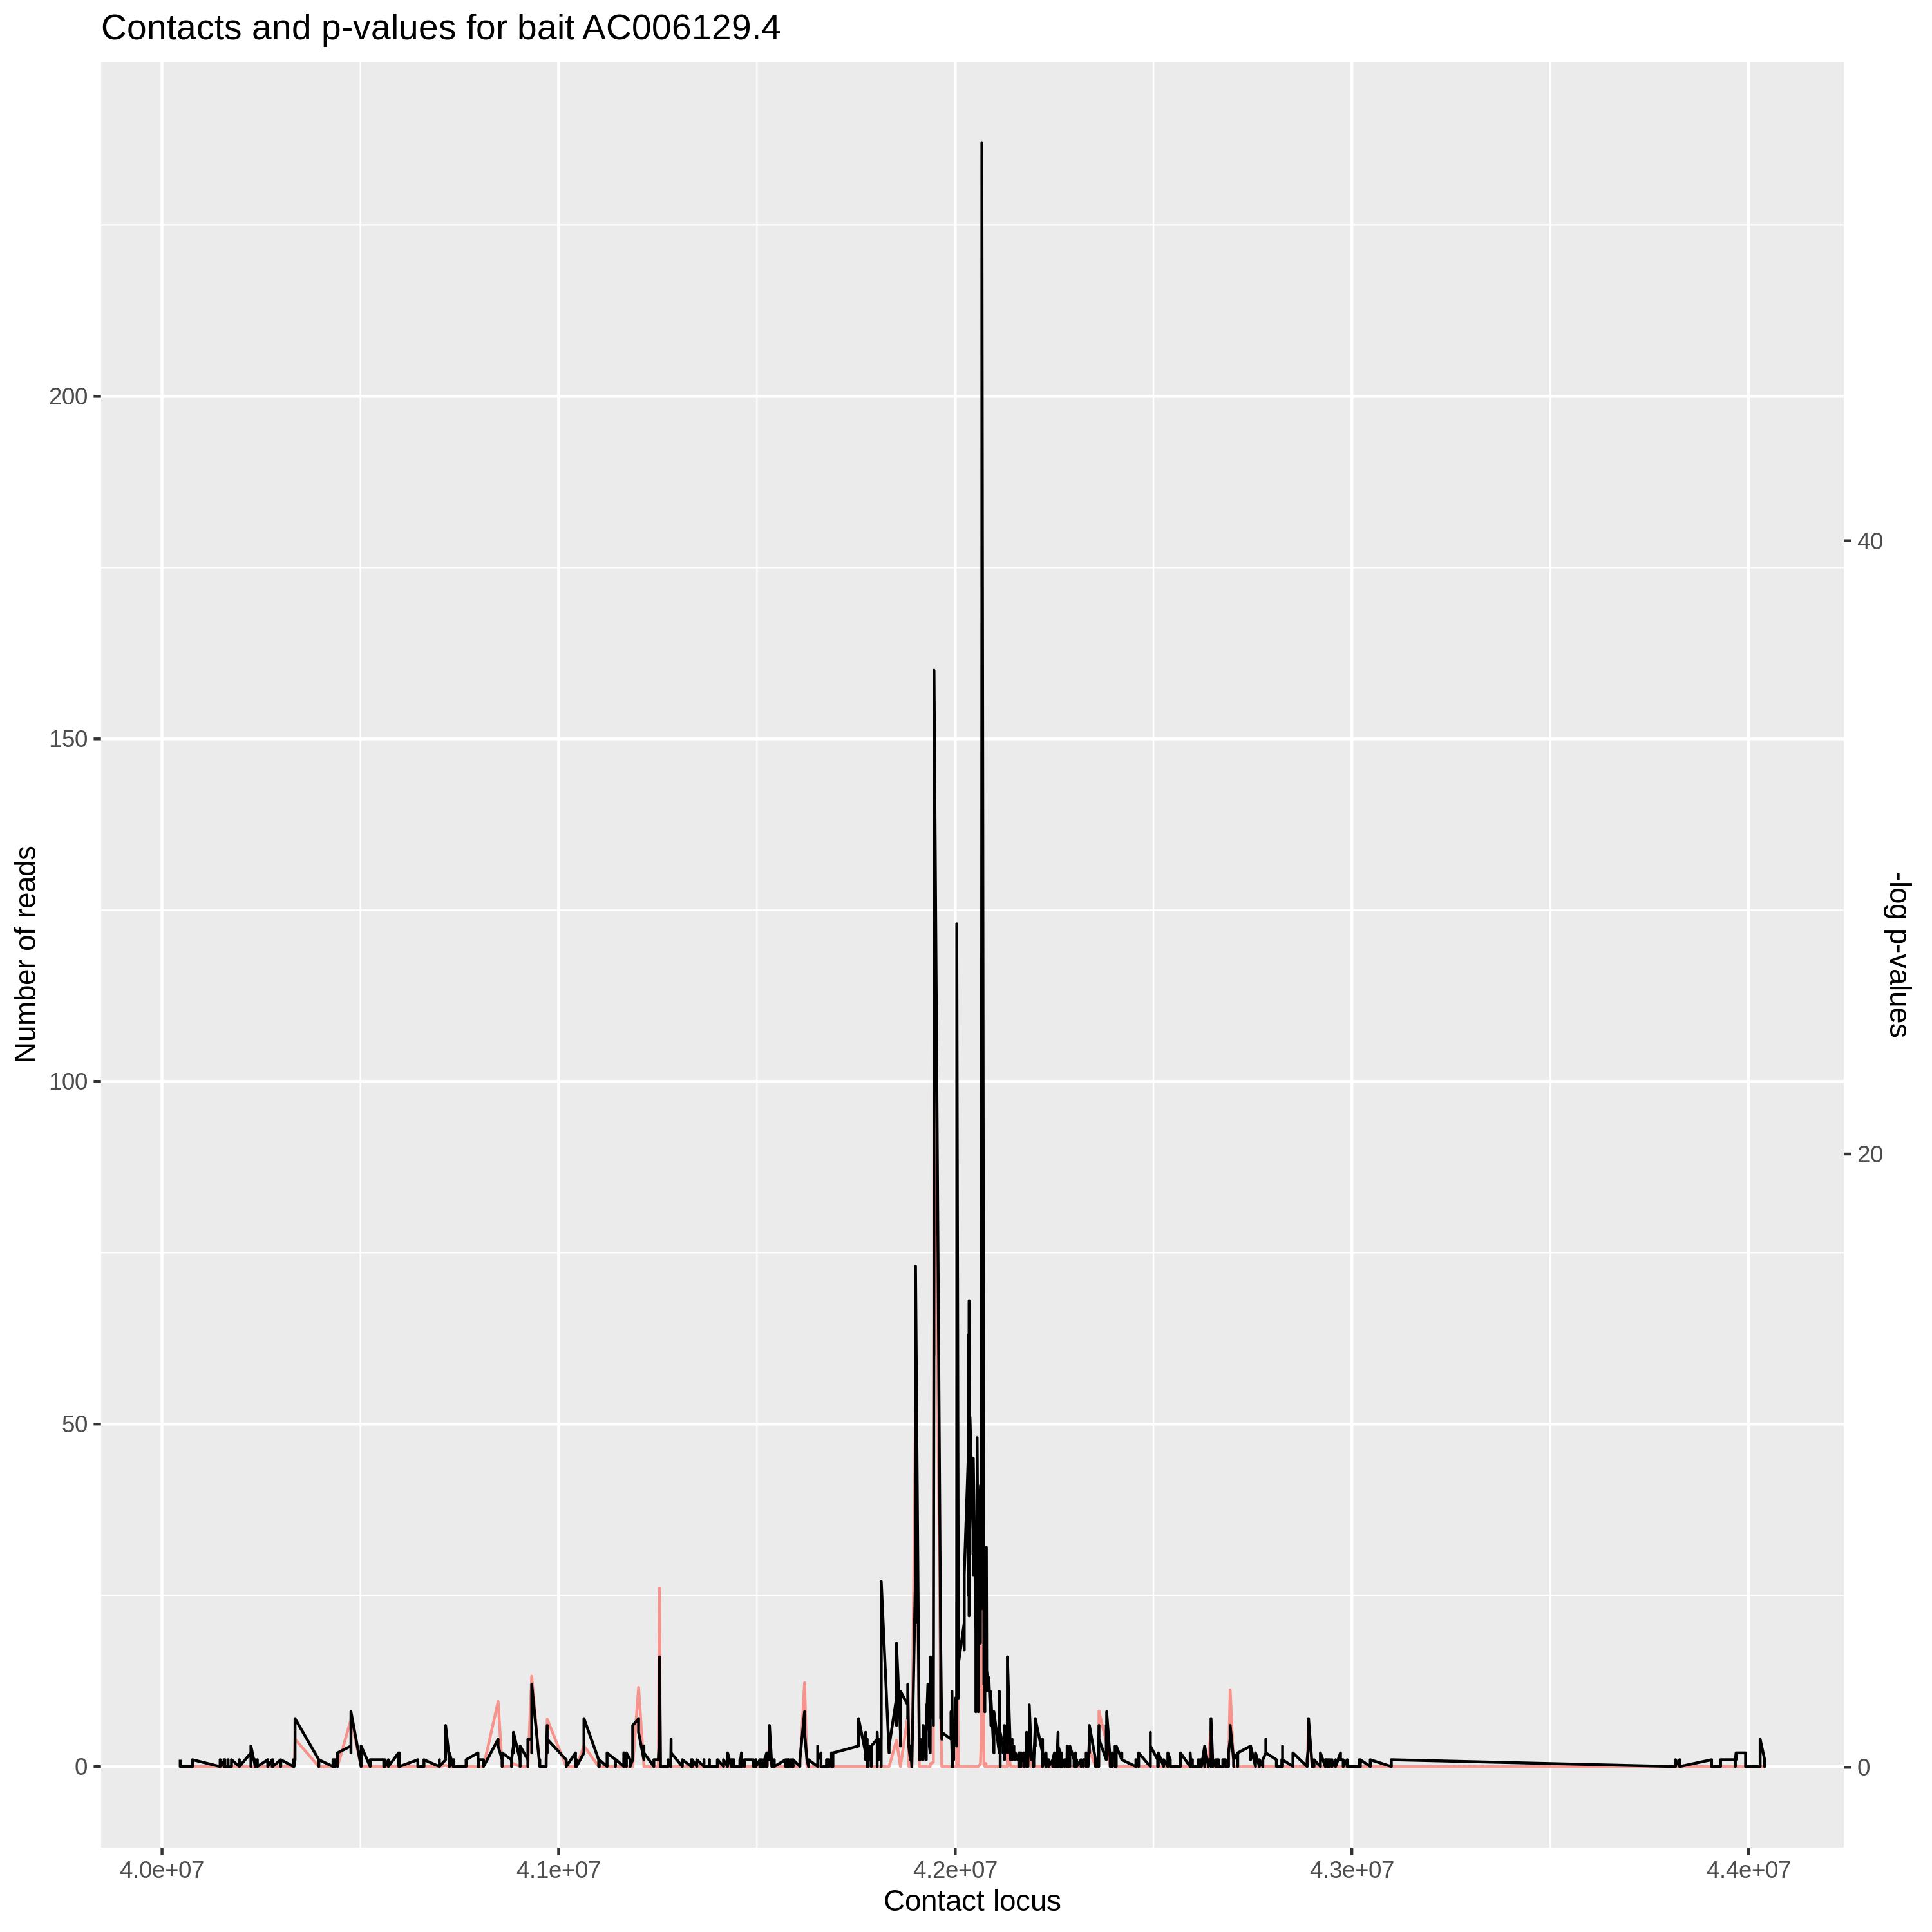 Contacts and p-values for bait AC006129.4
200
150
100
50
0
Number of reads
40
20
0
-log p-values
4.0e+07
4.1e+07
4.2e+07
4.3e+07
4.4e+07
Contact locus